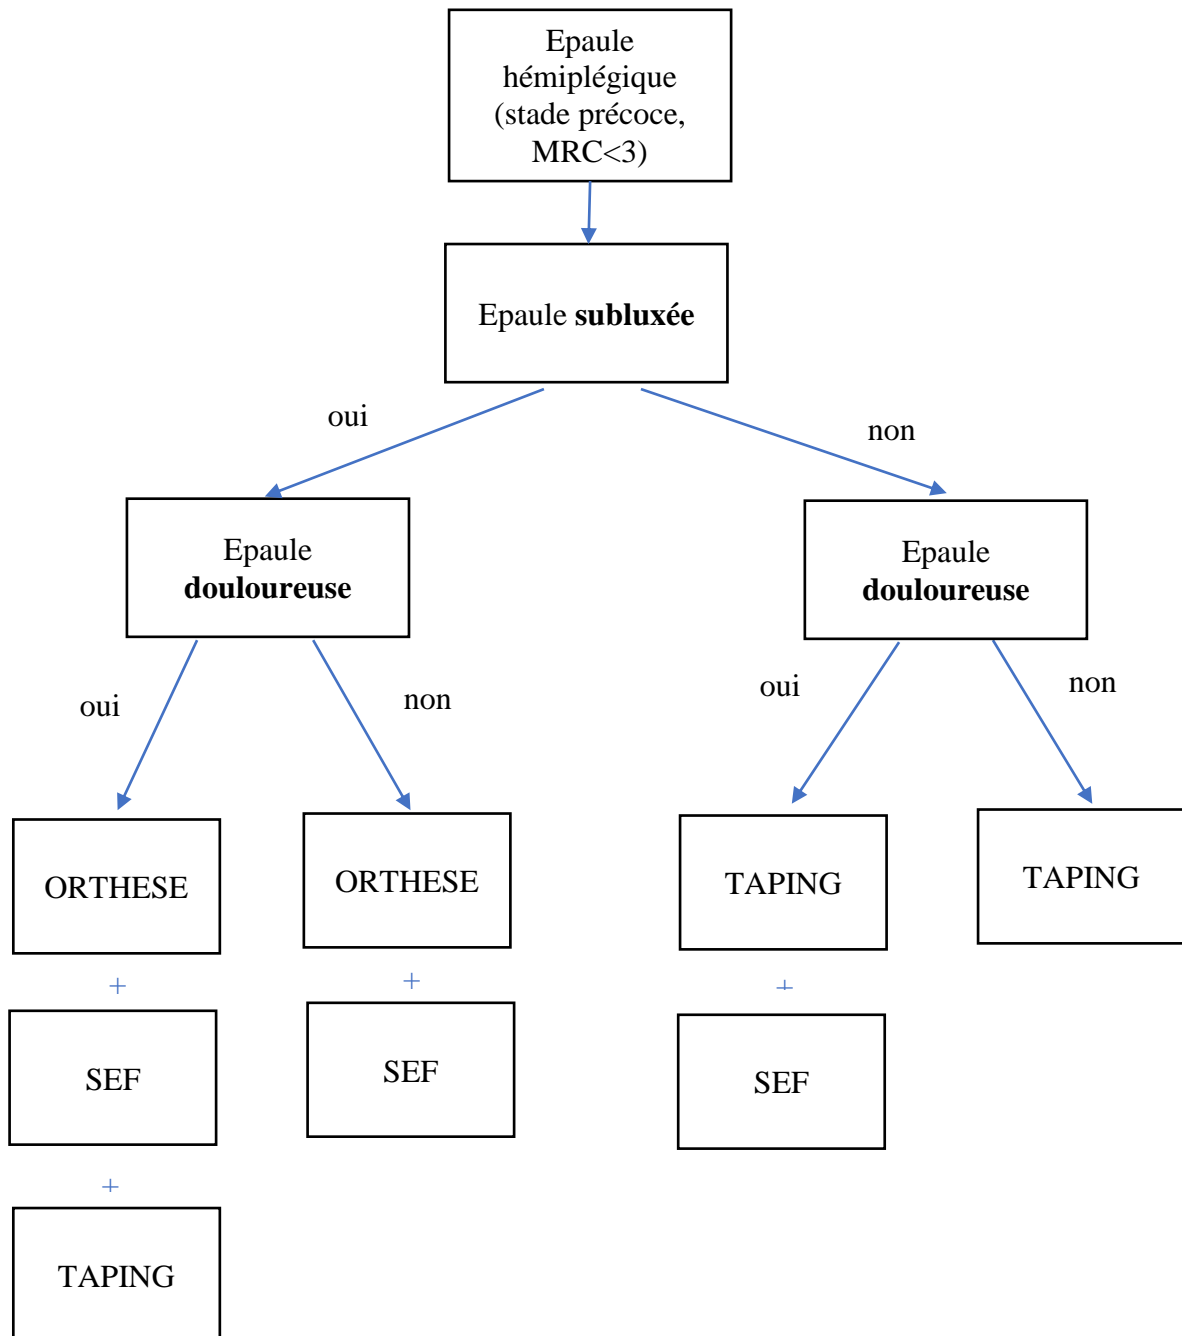 Epaule
hémiplégique
(stade précoce,
MRC<3)
Epaule subluxée
oui
non
Epaule
douloureuse
Epaule
douloureuse
oui
non
oui
non
ORTHESE
ORTHESE
TAPING
TAPING
+
+
+
SEF
SEF
SEF
+
TAPING